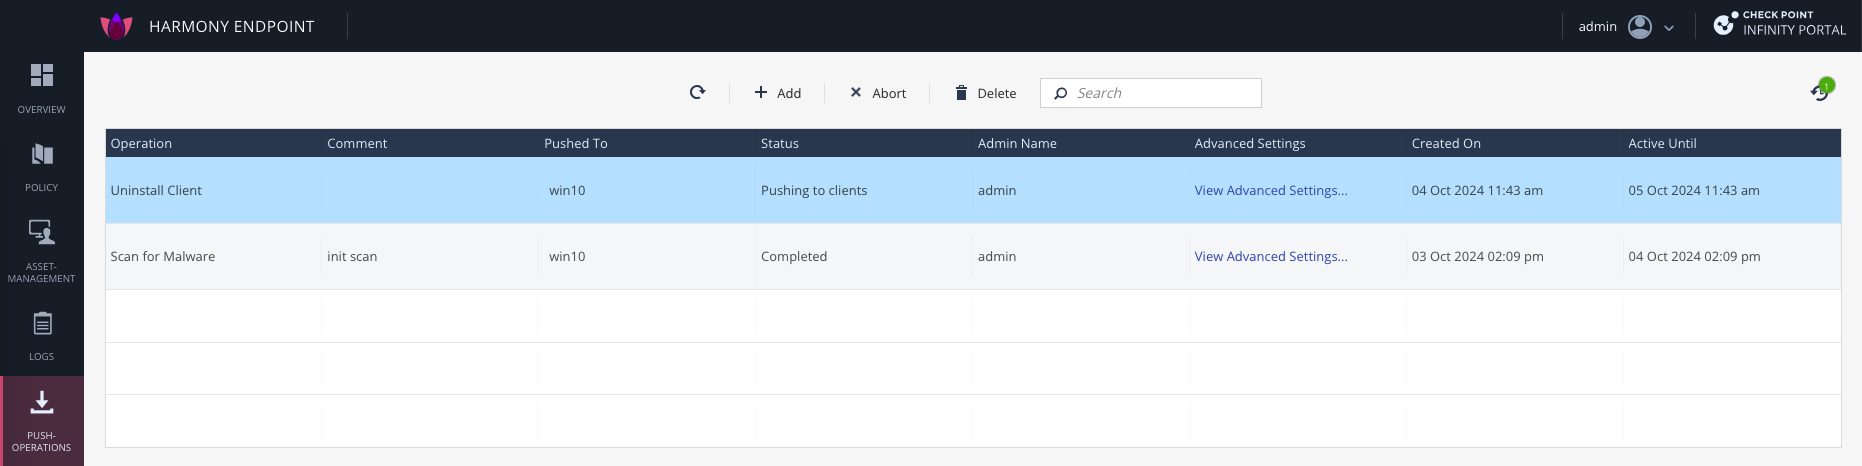 HARMONY ENDPOINT
admin
CHECK POINT
INFINITY PORTAL
OVERVIEW
POLICY
ASSET-
MANAGEMENT
LOGS
PUSH-
OPERATIONS
Add Abort Delete Search 1
Operation Comment Pushed To Status Admin Name Advanced Settings Created On Active Until
Uninstall Client win10 Pushing to clients admin View Advanced Settings... 04 Oct 2024 11:43 am 05 Oct 2024 11:43 am
Scan for Malware init scan win10 Completed admin View Advanced Settings... 03 Oct 2024 02:09 pm 04 Oct 2024 02:09 pm